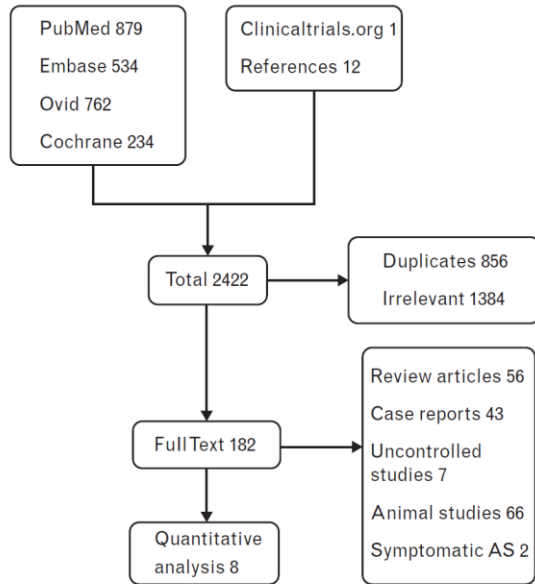 PubMed 879
Embase 534
Ovid 762
Cochrane 234
Clinicaltrials.org 1
References 12
Total 2422
Duplicates 856
Irrelevant 1384
Full Text 182
Review articles 56
Case reports 43
Uncontrolled
studies 7
Animal studies 66
Symptomatic AS 2
Quantitative
analysis 8